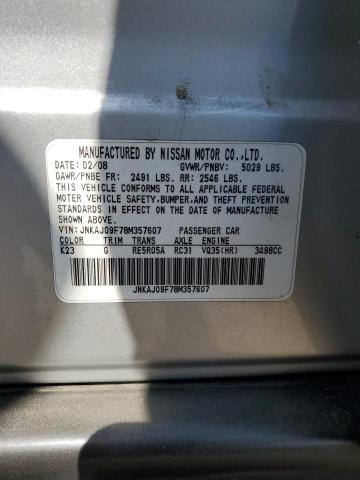 MANUFACTURED BY NISSAN MOTOR CO.,LTD.
DATE: 02/08 GVWR/PNBV: 5029 LBS.
GAWR/PNBE FR: 2491 LBS. RR: 2546 LBS.
THIS VEHICLE CONFORMS TO ALL APPLICABLE FEDERAL
MOTOR VEHICLE SAFETY, BUMPER, AND THEFT PREVENTION
STANDARDS IN EFFECT ON THE DATE OF MANUFACTURE
SHOWN ABOVE.
VIN: JNKAJ09F78M357607 PASSENGER CAR
COLOR TRIM TRANS AXLE ENGINE
K23 G RE5R05A RC31 VQ35(HR) 3498CC
JNKAJ09F78M357607